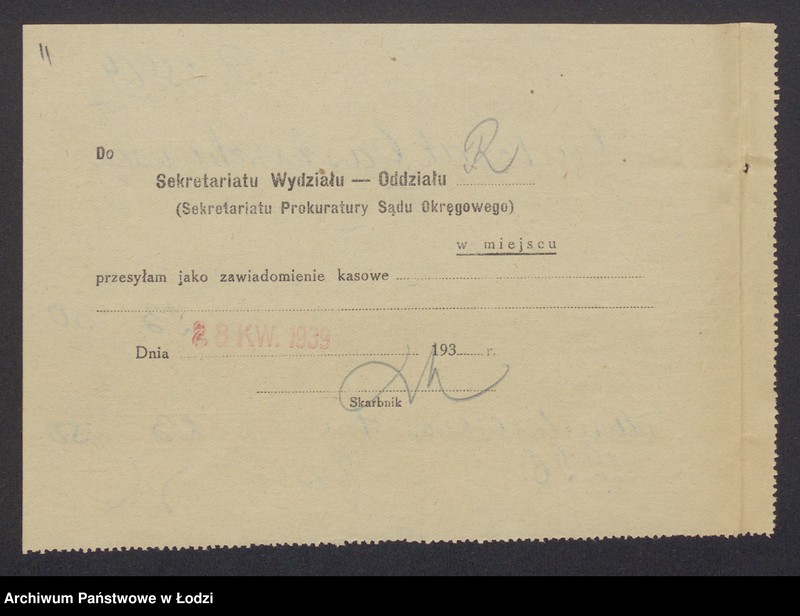 11
Do
Sekretariatu Wydziału — Oddziału R
(Sekretariatu Prokuratury Sądu Okręgowego)
w miejscu
przesyłam jako zawiadomienie kasowe
Dnia 28 KW. 1939 193 r.
Skarbnik
Archiwum Państwowe w Łodzi